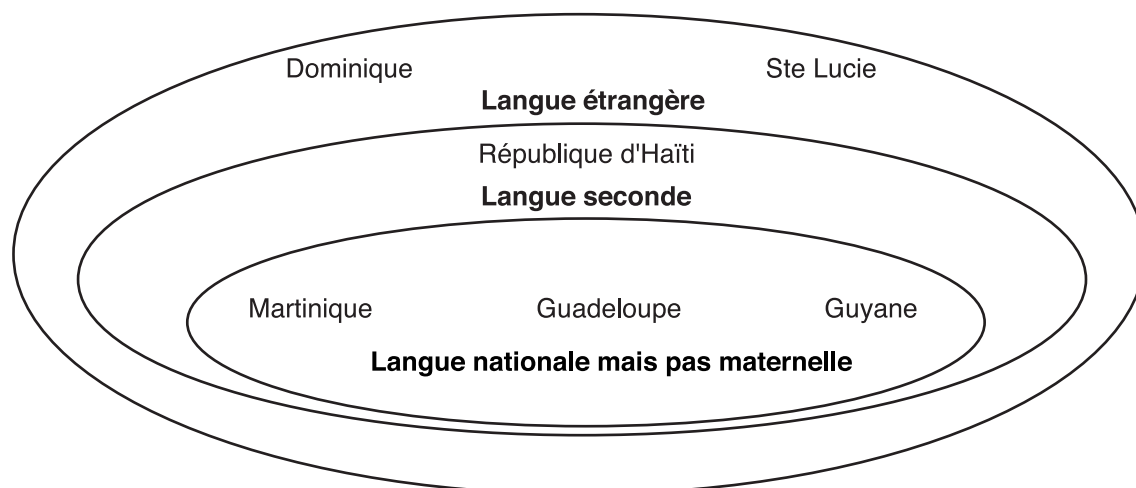 Dominique Ste Lucie
Langue étrangère
République d'Haïti
Langue seconde
Martinique Guadeloupe Guyane
Langue nationale mais pas maternelle